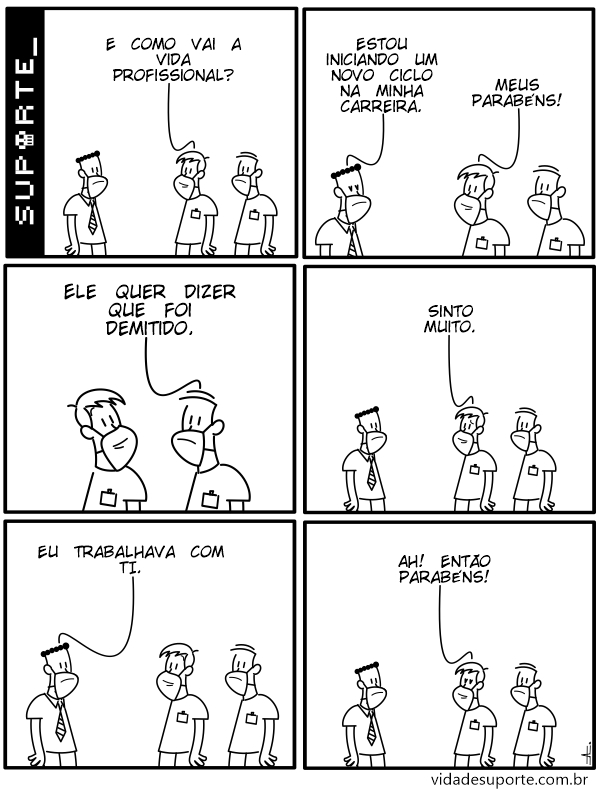 SUPORTE_
E COMO VAI A
VIDA
PROFISSIONAL?
ESTOU
INICIANDO UM
NOVO CICLO
NA MINHA
CARREIRA.
MEUS
PARABÉNS!
ELE QUER DIZER
QUE FOI
DEMITIDO.
SINTO
MUITO.
EU TRABALHAVA COM
TI.
AH! ENTÃO
PARABÉNS!
vidadesuporte.com.br